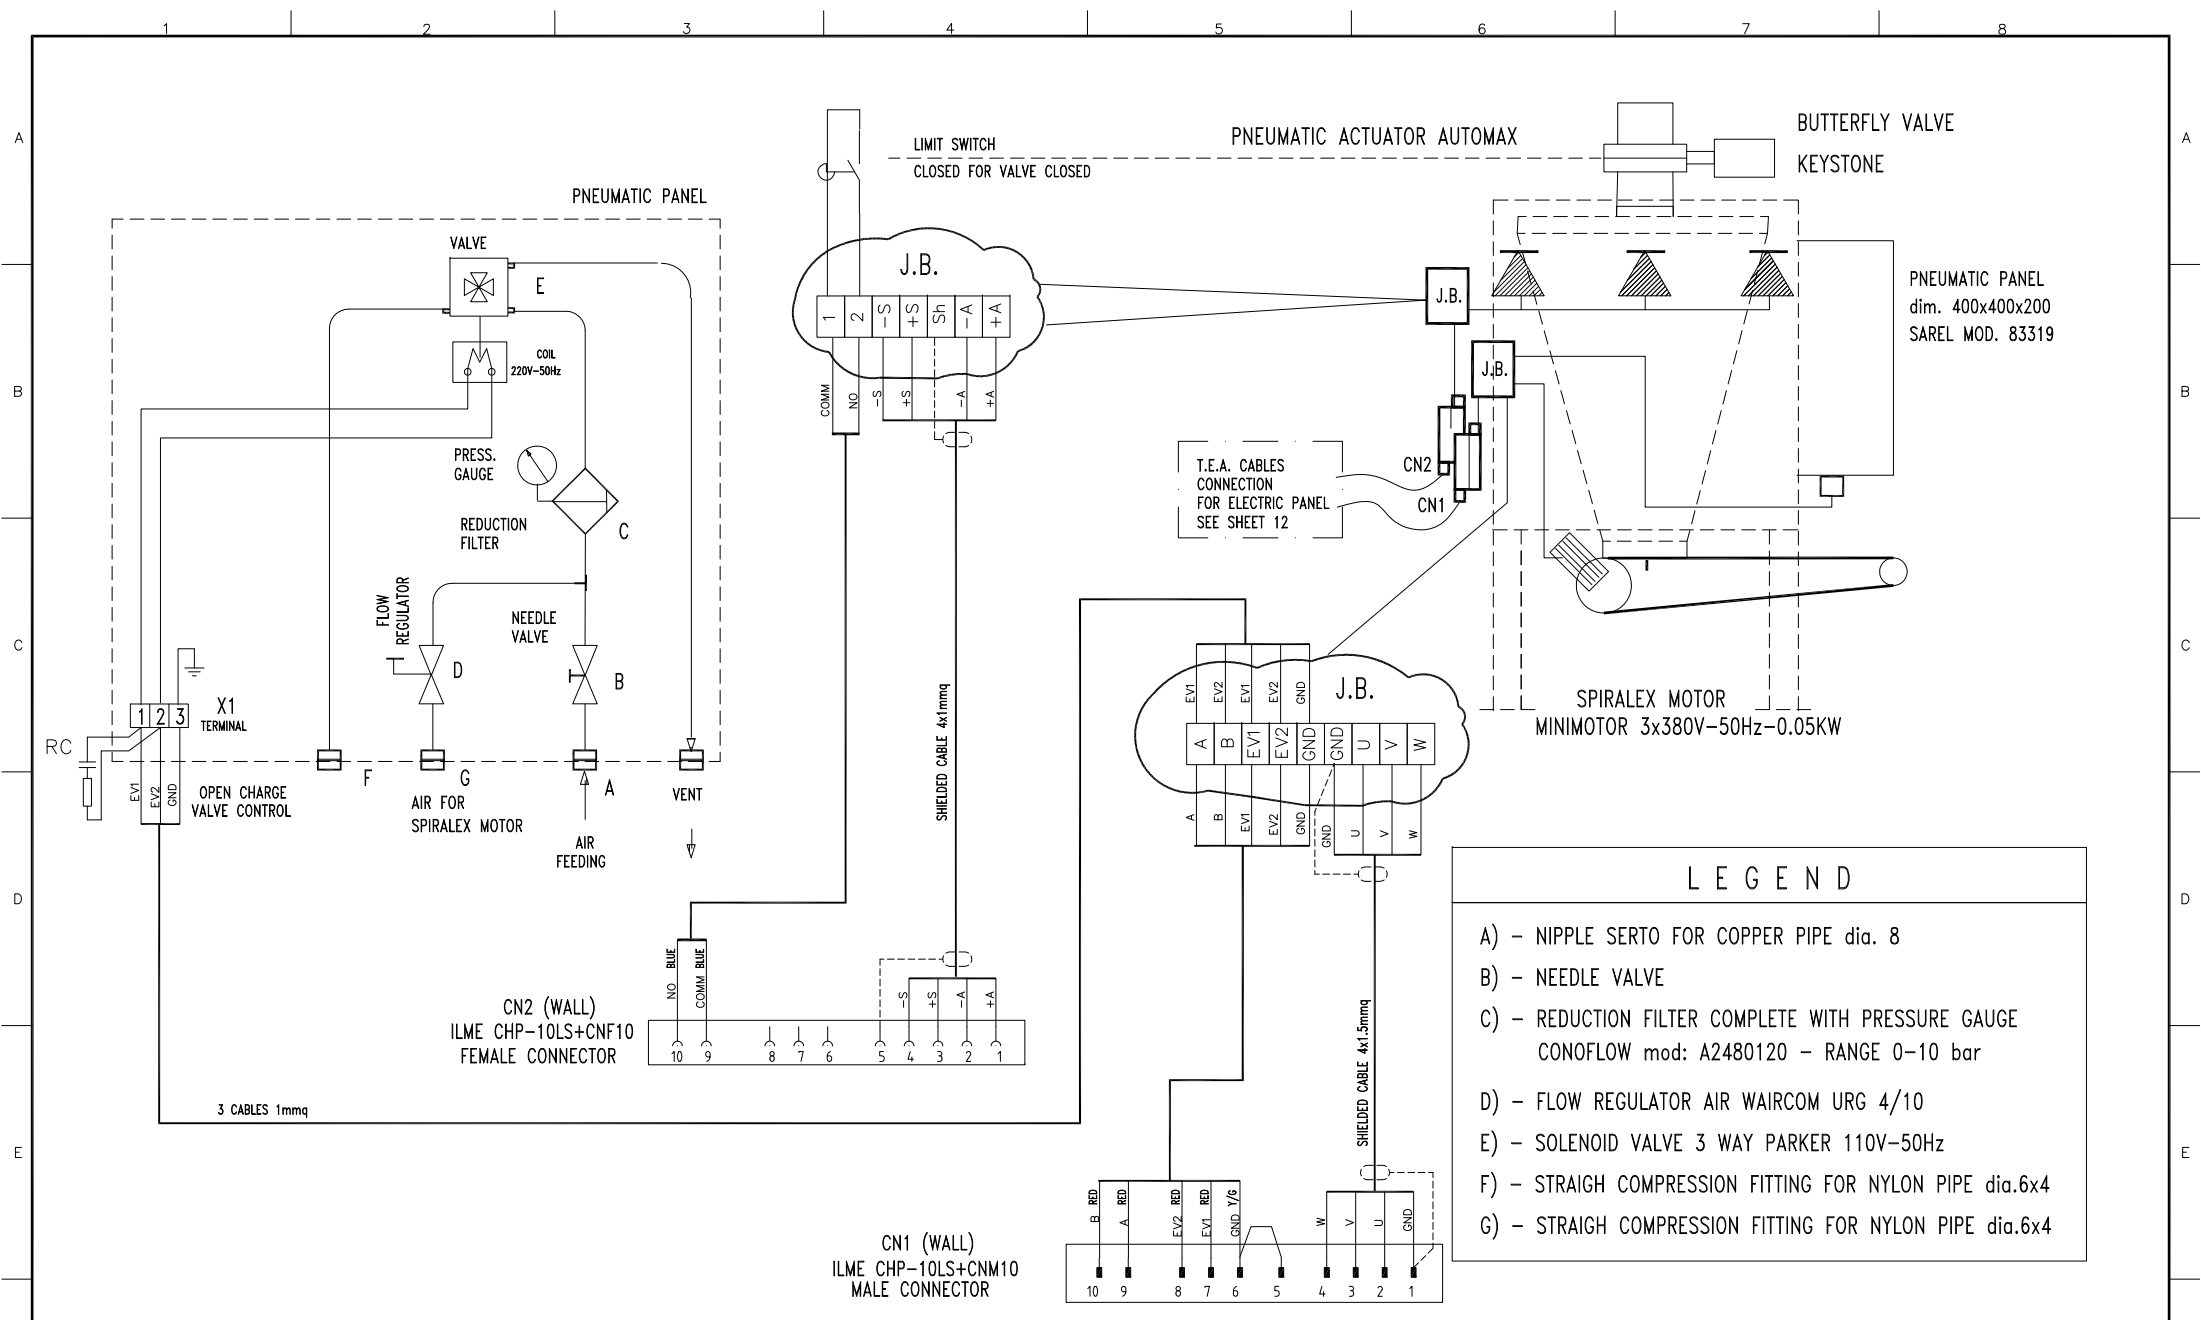 1 2 3 4 5 6 7 8
A
A
B
B
C
C
D
D
E
E
PNEUMATIC PANEL
VALVE
E
COIL
220V-50Hz
PRESS.
GAUGE
REDUCTION
FILTER
C
FLOW
REGULATOR
NEEDLE
VALVE
D
B
X1
TERMINAL
1 2 3
RC
EV1
EV2
GND
OPEN CHARGE
VALVE CONTROL
F
G
AIR FOR
SPIRALEX MOTOR
A
AIR
FEEDING
VENT
3 CABLES 1mmq
LIMIT SWITCH
CLOSED FOR VALVE CLOSED
PNEUMATIC ACTUATOR AUTOMAX
BUTTERFLY VALVE
KEYSTONE
J.B.
1 2 -S +S Sh -A +A
COMM NO -S +S -A +A
SHIELDED CABLE 4x1mmq
NO BLUE
COMM BLUE
-S +S -A +A
CN2 (WALL)
ILME CHP-10LS+CNF10
FEMALE CONNECTOR
10 9 8 7 6 5 4 3 2 1
J.B.
J.B.
PNEUMATIC PANEL
dim. 400x400x200
SAREL MOD. 83319
T.E.A. CABLES
CONNECTION
FOR ELECTRIC PANEL
SEE SHEET 12
CN2
CN1
SPIRALEX MOTOR
MINIMOTOR 3x380V-50Hz-0.05KW
EV1 EV2 EV1 EV2 GND
J.B.
A B EV1 EV2 GND GND U V W
A B EV1 EV2 GND GND U V W
SHIELDED CABLE 4x1.5mmq
B RED
A RED
EV2 RED
EV1 RED
GND Y/G
W V U GND
CN1 (WALL)
ILME CHP-10LS+CNM10
MALE CONNECTOR
10 9 8 7 6 5 4 3 2 1
LEGEND
A) - NIPPLE SERTO FOR COPPER PIPE dia. 8
B) - NEEDLE VALVE
C) - REDUCTION FILTER COMPLETE WITH PRESSURE GAUGE
CONOFLOW mod: A2480120 - RANGE 0-10 bar
D) - FLOW REGULATOR AIR WAIRCOM URG 4/10
E) - SOLENOID VALVE 3 WAY PARKER 110V-50Hz
F) - STRAIGH COMPRESSION FITTING FOR NYLON PIPE dia.6x4
G) - STRAIGH COMPRESSION FITTING FOR NYLON PIPE dia.6x4